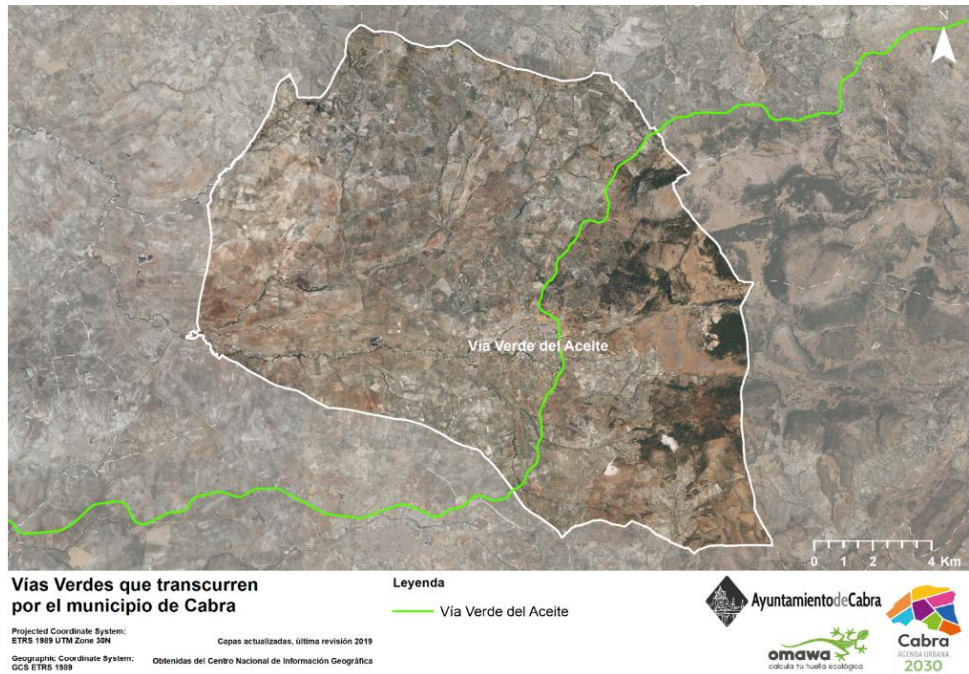 N
Vía Verde del Aceite
0 1 2 4 Km
Vías Verdes que transcurren
por el municipio de Cabra
Projected Coordinate System:
ETRS 1989 UTM Zone 30N
Capas actualizadas, última revisión 2019
Geographic Coordinate System:
GCS ETRS 1989
Obtenidas del Centro Nacional de Información Geográfica
Leyenda
Vía Verde del Aceite
AyuntamientodeCabra
omawa
calcula tu huella ecológica
Cabra
AGENDA URBANA
2030